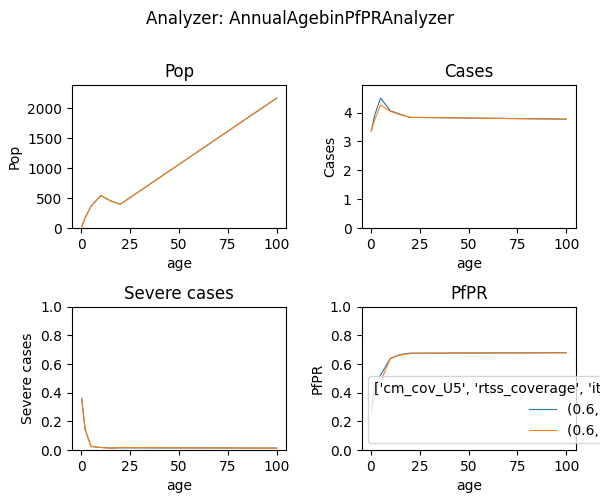 Analyzer: AnnualAgebinPfPRAnalyzer
Pop
Cases
2000
1500
1000
500
0
Pop
0 25 50 75 100
age
4
3
2
1
0
Cases
0 25 50 75 100
age
Severe cases
PfPR
1.0
0.8
0.6
0.4
0.2
0.0
Severe cases
0 25 50 75 100
age
1.0
0.8
0.6
0.4
0.2
0.0
PfPR
['cm_cov_U5', 'rtss_coverage', 'it
(0.6,
(0.6,
0 25 50 75 100
age